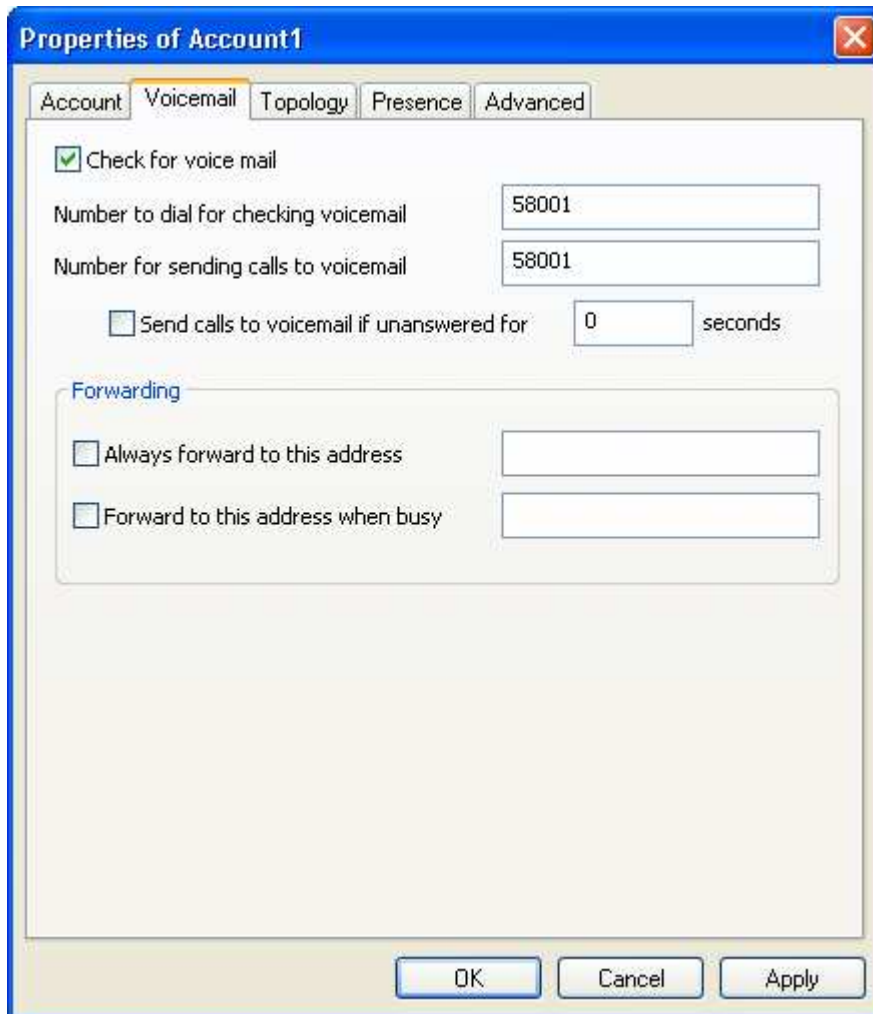 Properties of Account1
Account Voicemail Topology Presence Advanced
Check for voice mail
Number to dial for checking voicemail 58001
Number for sending calls to voicemail 58001
Send calls to voicemail if unanswered for 0 seconds
Forwarding
Always forward to this address
Forward to this address when busy
OK Cancel Apply